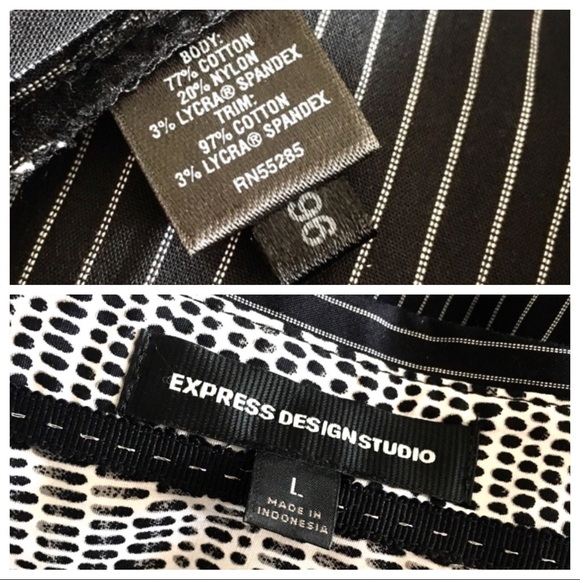 BODY:
77% COTTON
20% NYLON
3% LYCRA® SPANDEX
TRIM:
97% COTTON
3% LYCRA® SPANDEX
RN55285
96
EXPRESS DESIGN STUDIO
L
MADE IN
INDONESIA